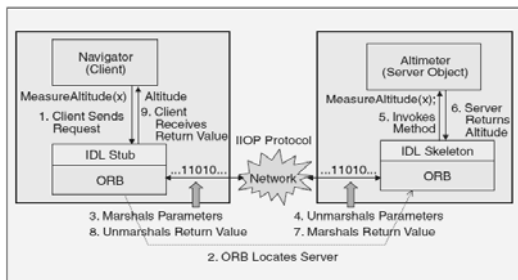 Navigator
(Client)
MeasureAltitude(x)
Altitude
1. Client Sends
Request
9. Client
Receives
Return Value
IDL Stub
ORB
...11010...
IIOP Protocol
Network
...11010...
Altimeter
(Server Object)
MeasureAltitude(x);
5. Invokes
Method
6. Server
Returns
Altitude
IDL Skeleton
ORB
3. Marshals Parameters
8. Unmarshals Return Value
4. Unmarshals Parameters
7. Marshals Return Value
2. ORB Locates Server